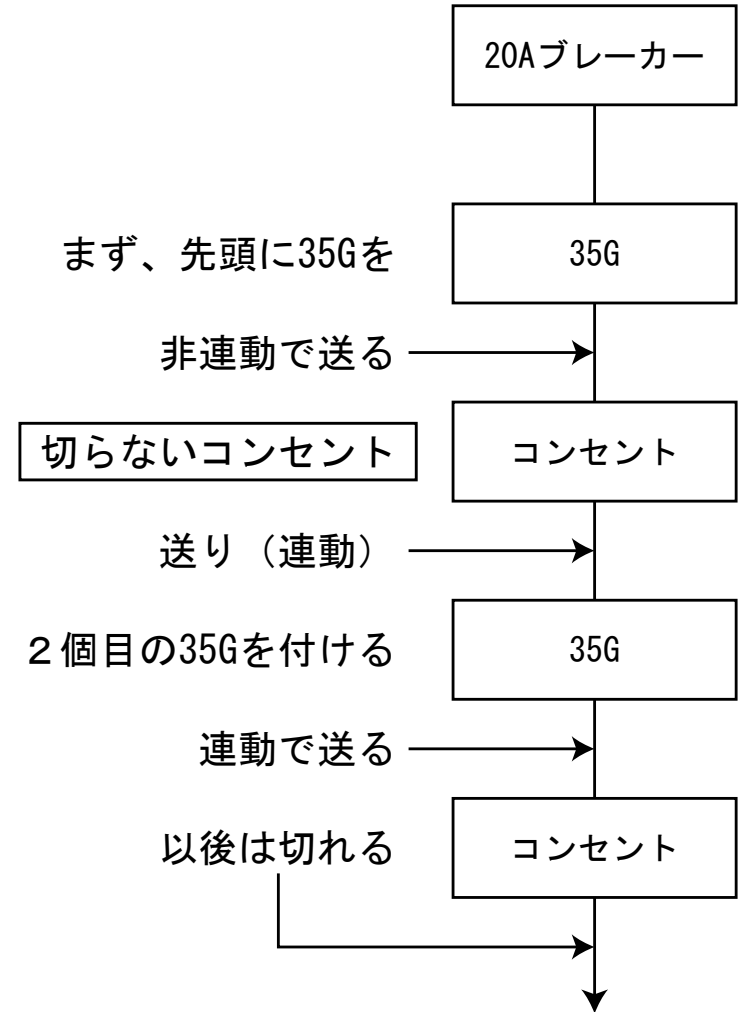 20Aブレーカー
まず、先頭に35Gを
35G
非連動で送る
切らないコンセント
コンセント
送り（連動）
２個目の35Gを付ける
35G
連動で送る
以後は切れる
コンセント